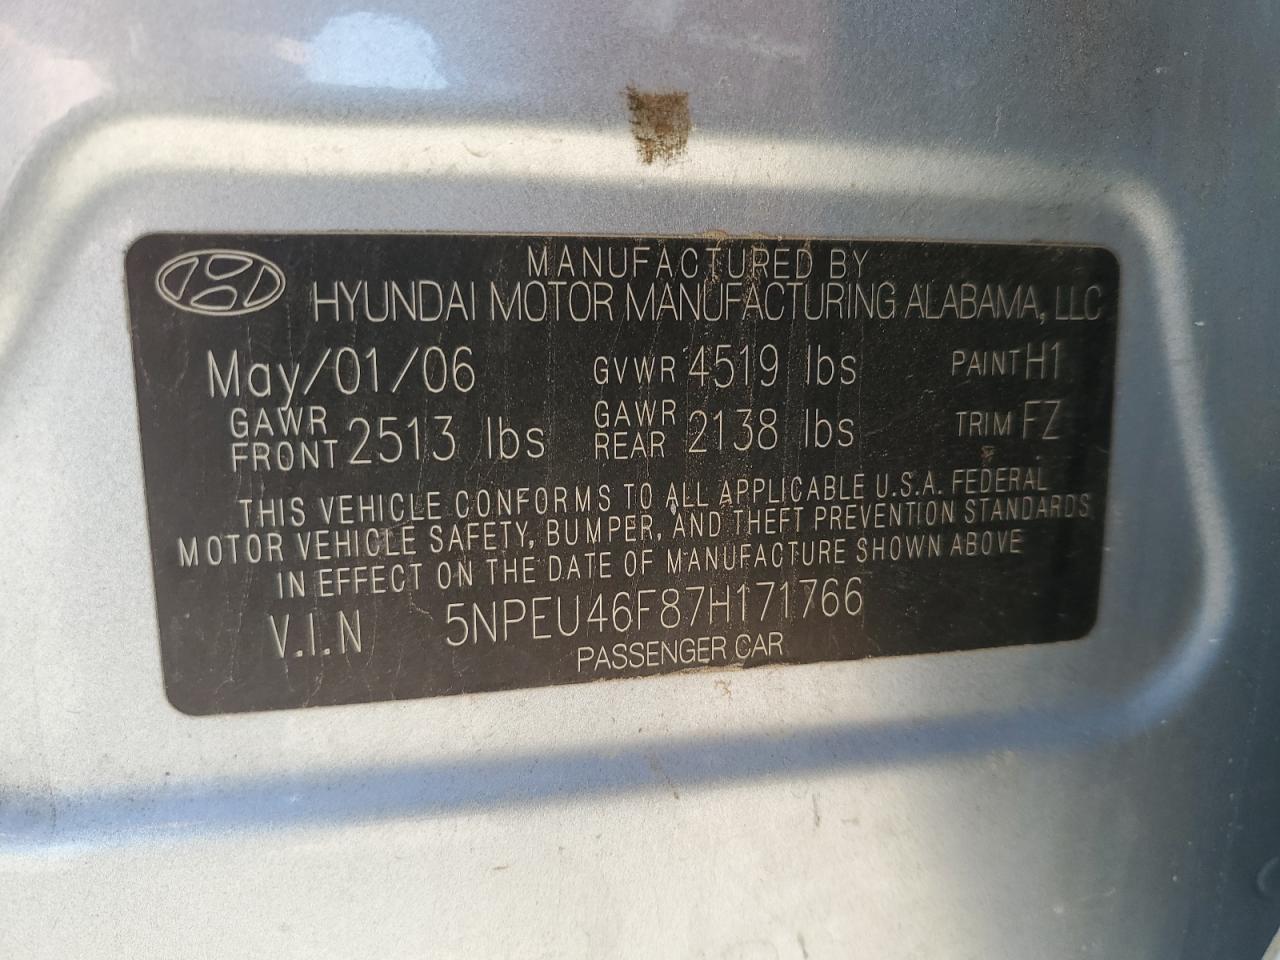 MANUFACTURED BY
HYUNDAI MOTOR MANUFACTURING ALABAMA, LLC
May/01/06 GVWR 4519 lbs PAINT H1
GAWR FRONT 2513 lbs GAWR REAR 2138 lbs TRIM FZ
THIS VEHICLE CONFORMS TO ALL APPLICABLE U.S.A. FEDERAL
MOTOR VEHICLE SAFETY, BUMPER, AND THEFT PREVENTION STANDARDS
IN EFFECT ON THE DATE OF MANUFACTURE SHOWN ABOVE
V.I.N 5NPEU46F87H171766
PASSENGER CAR